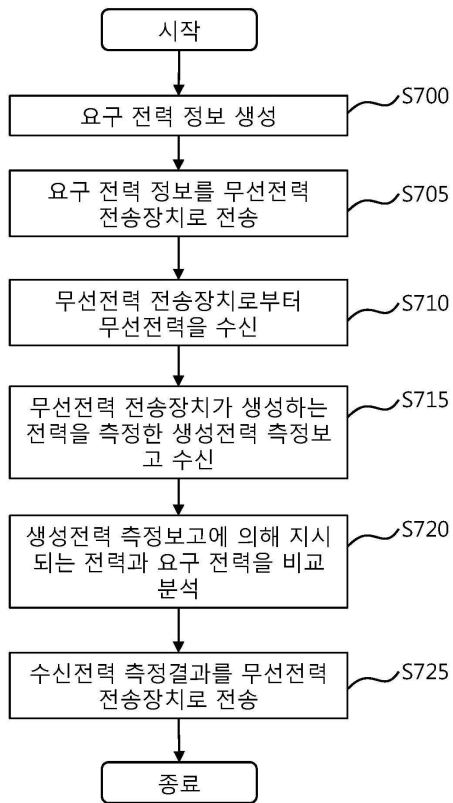 시작
요구 전력 정보 생성
S700
요구 전력 정보를 무선전력
전송장치로 전송
S705
무선전력 전송장치로부터
무선전력을 수신
S710
무선전력 전송장치가 생성하는
전력을 측정한 생성전력 측정보
고 수신
S715
생성전력 측정보고에 의해 지시
되는 전력과 요구 전력을 비교
분석
S720
수신전력 측정결과를 무선전력
전송장치로 전송
S725
종료